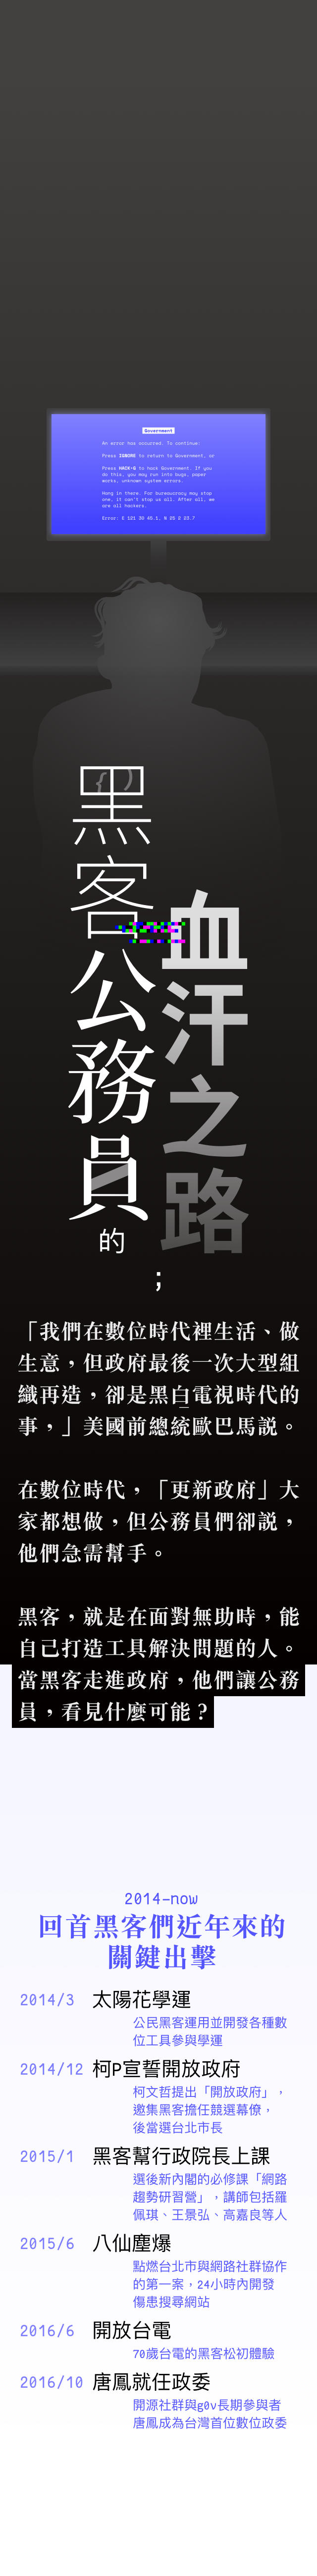 Government
An error has occurred. To continue:
Press IGNORE to return to Government, or
Press HACK+G to hack Government. If you
do this, you may run into bugs, paper
works, unknown system errors.
Hang in there. For bureaucracy may stop
one, it can't stop us all. After all, we
are all hackers.
Error: E 121 30 40.1, N 25 2 23.7
黑客公務員
的
血汗之路
;
「我們在數位時代裡生活、做
生意，但政府最後一次大型組
織再造，卻是黑白電視時代的
事，」美國前總統歐巴馬說。
在數位時代，「更新政府」大
家都想做，但公務員們卻說，
他們急需幫手。
黑客，就是在面對無助時，能
自己打造工具解決問題的人。
當黑客走進政府，他們讓公務
員，看見什麼可能？
2014-now
回首黑客們近年來的
關鍵出擊
2014/3 太陽花學運
公民黑客運用並開發各種數
位工具參與學運
2014/12 柯P宣誓開放政府
柯文哲提出「開放政府」，
邀集黑客擔任競選幕僚，
後當選台北市長
2015/1 黑客幫行政院長上課
選後新內閣的必修課「網路
趨勢研習營」，講師包括羅
佩琪、王景弘、高嘉良等人
2015/6 八仙塵爆
點燃台北市與網路社群協作
的第一案，24小時內開發
傷患搜尋網站
2016/6 開放台電
70歲台電的黑客松初體驗
2016/10 唐鳳就任政委
開源社群與g0v長期參與者
唐鳳成為台灣首位數位政委